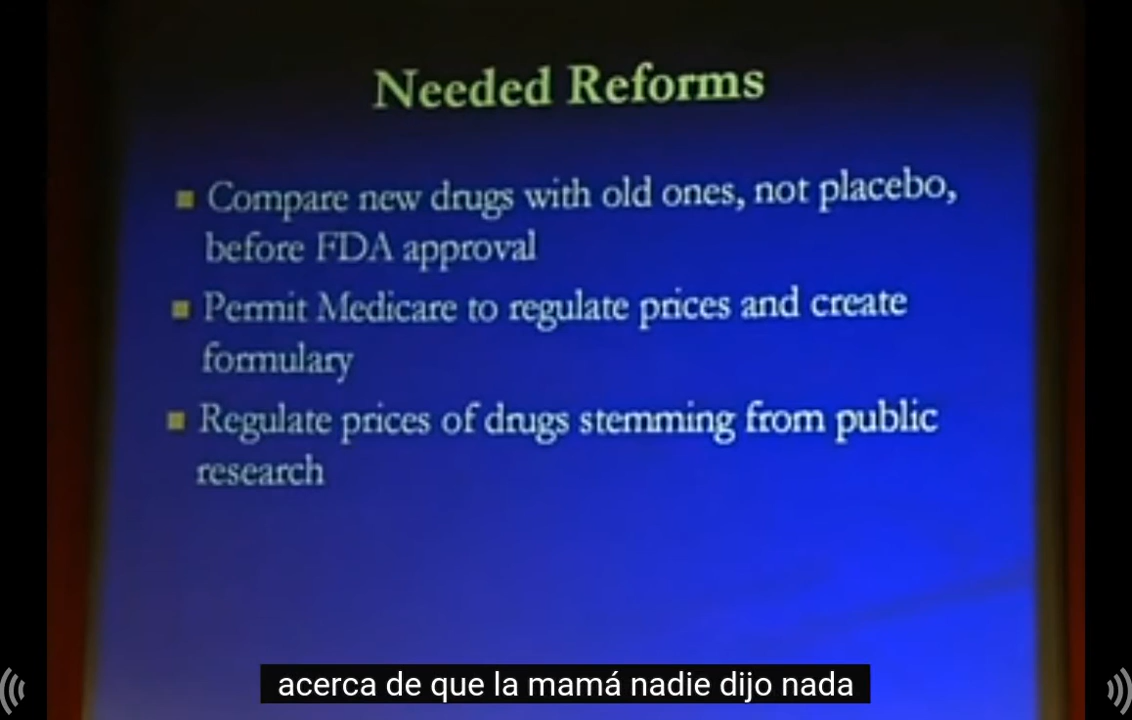 Needed Reforms
Compare new drugs with old ones, not placebo,
before FDA approval
Permit Medicare to regulate prices and create
formulary
Regulate prices of drugs stemming from public
research
acerca de que la mamá nadie dijo nada